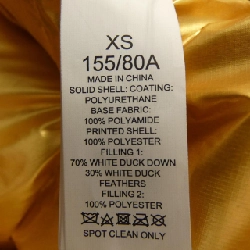 XS
155/80A
MADE IN CHINA
SOLID SHELL: COATING:
POLYURETHANE
BASE FABRIC:
100% POLYAMIDE
PRINTED SHELL:
100% POLYESTER
FILLING 1:
70% WHITE DUCK DOWN
30% WHITE DUCK
FEATHERS
FILLING 2:
100% POLYESTER
SPOT CLEAN ONLY